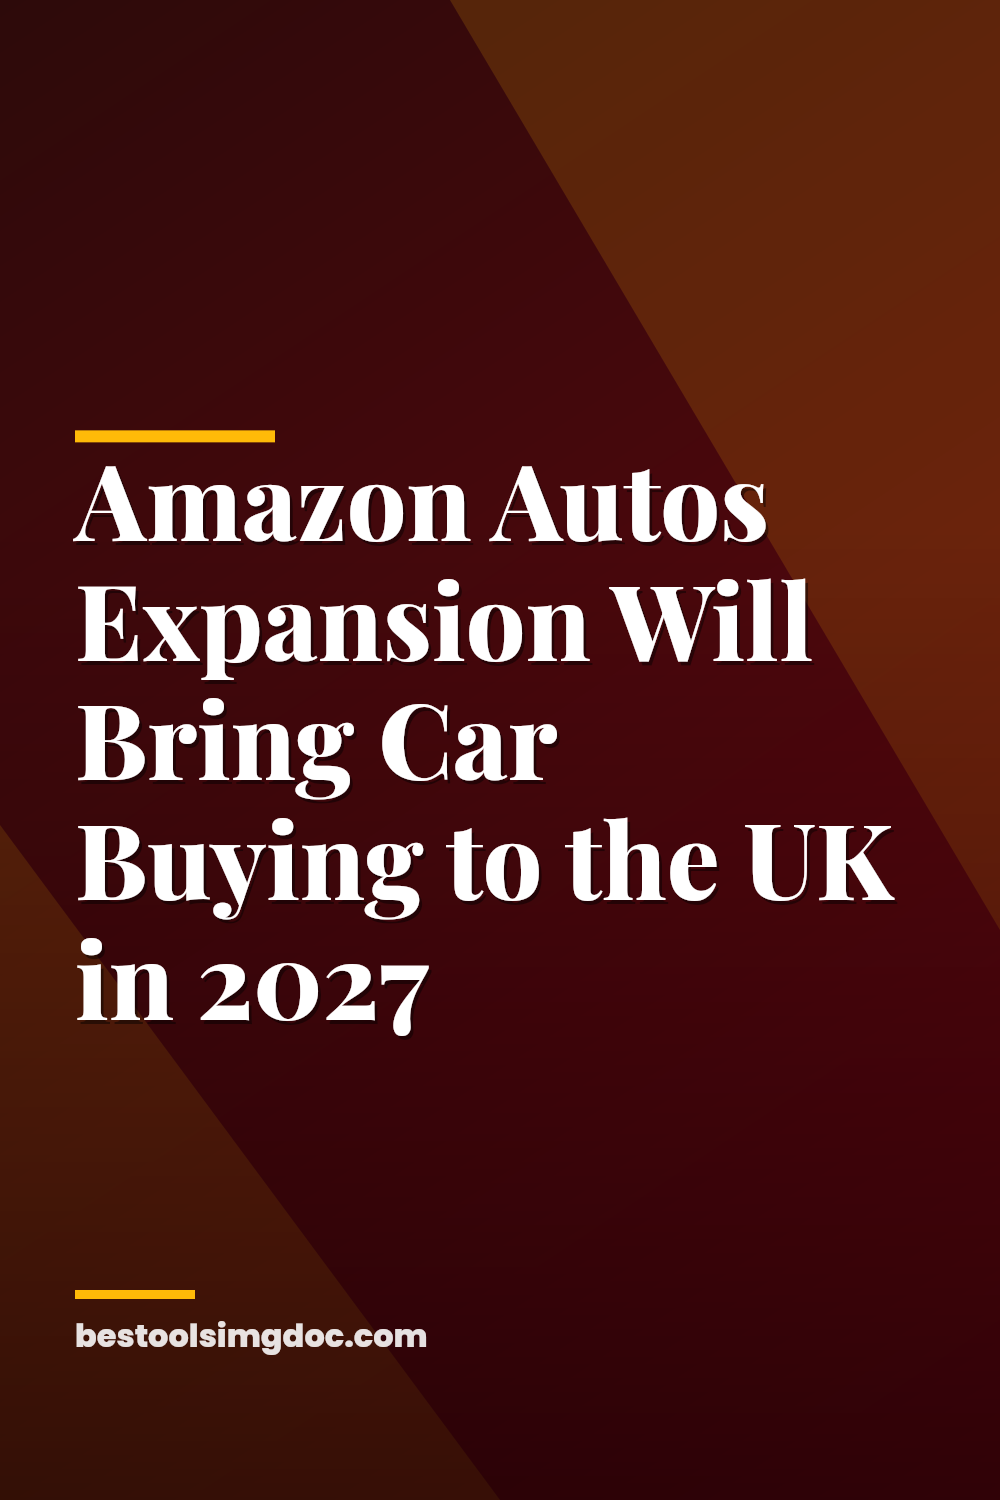 Amazon Autos
Expansion Will
Bring Car
Buying to the UK
in 2027
bestoolsimgdoc.com